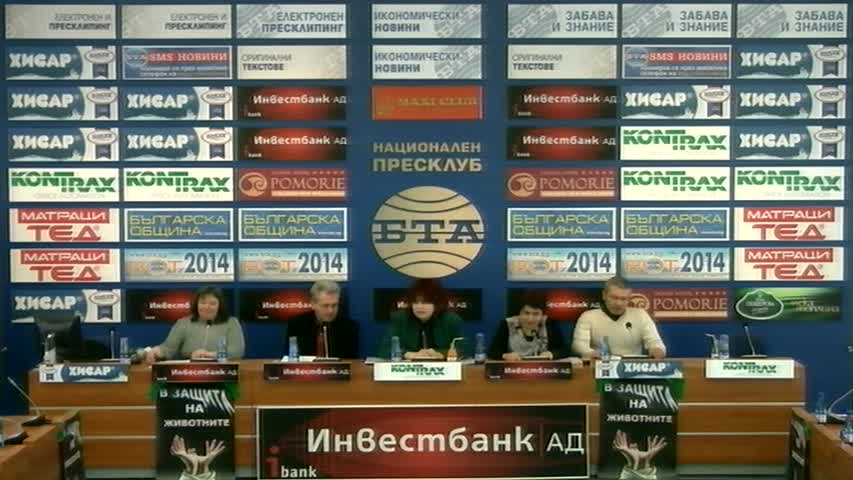 ЕЛЕКТРОНЕН И ПРЕСКЛИПИНГ
ЕЛЕКТРОНЕН И ПРЕСКЛИПИНГ
ЕЛЕКТРОНЕН ПРЕСКЛИПИНГ
ИКОНОМИЧЕСКИ НОВИНИ
ЗАБАВА И ЗНАНИЕ
ЗАБАВА И ЗНАНИЕ
ЗАБАВА И ЗНАНИЕ
ХИСАР
БТА SMS НОВИНИ
ОРИГИНАЛНИ ТЕКСТОВЕ
ИКОНОМИЧЕСКИ НОВИНИ
ОРИГИНАЛНИ ТЕКСТОВЕ
БТА SMS НОВИНИ
ХИСАР
ХИСАР
ХИСАР
ИНВЕСТБАНК АД
MAXI CLUB
ИНВЕСТБАНК АД
ХИСАР
ХИСАР
ХИСАР
ХИСАР
ИНВЕСТБАНК АД
НАЦИОНАЛЕН ПРЕСКЛУБ
ИНВЕСТБАНК АД
KONTRAX
ХИСАР
KONTRAX
KONTRAX
POMORIE
POMORIE
KONTRAX
KONTRAX
МАТРАЦИ ТЕД
БЪЛГАРСКА ОБЩИНА
БЪЛГАРСКА ОБЩИНА
БТА
БЪЛГАРСКА ОБЩИНА
БЪЛГАРСКА ОБЩИНА
МАТРАЦИ ТЕД
МАТРАЦИ ТЕД
2014
2014
2014
2014
МАТРАЦИ ТЕД
ХИСАР
ИНВЕСТБАНК
ИНВЕСТБАНК АД
АД
ИНВЕСТБАНК АД
POMORIE
ХИСАР
ИНВЕСТБАНК АД
ИНВЕСТБАНК АД
KONTRAX
ИНВЕСТБАНК АД
ХИСАР
KONTRAX
В ЗАЩИТА
НА
ЖИВОТНИТЕ
ИНВЕСТБАНК АД
ibank
В ЗАЩИТА
НА
ЖИВОТНИТЕ